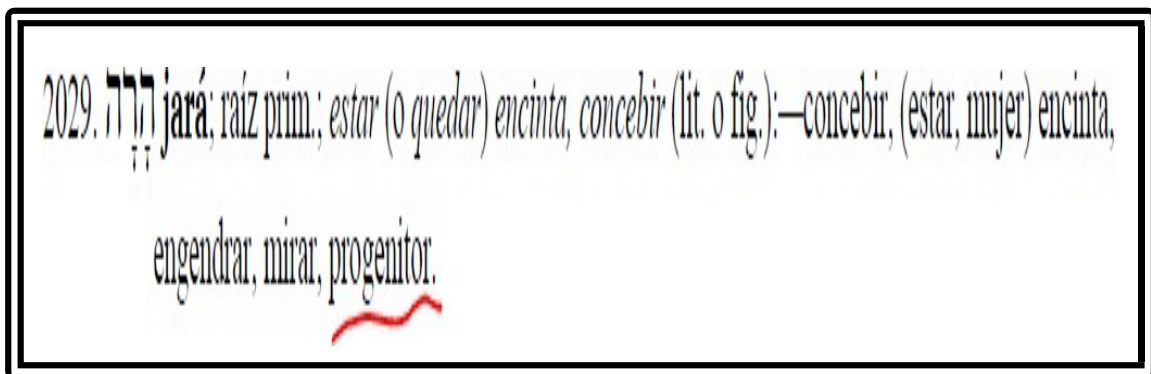 2029. הָרָה jará; raíz prim.; estar (o quedar) encinta, concebir (lit. o fig.):—concebir, (estar, mujer) encinta,
engendrar, mirar, progenitor.